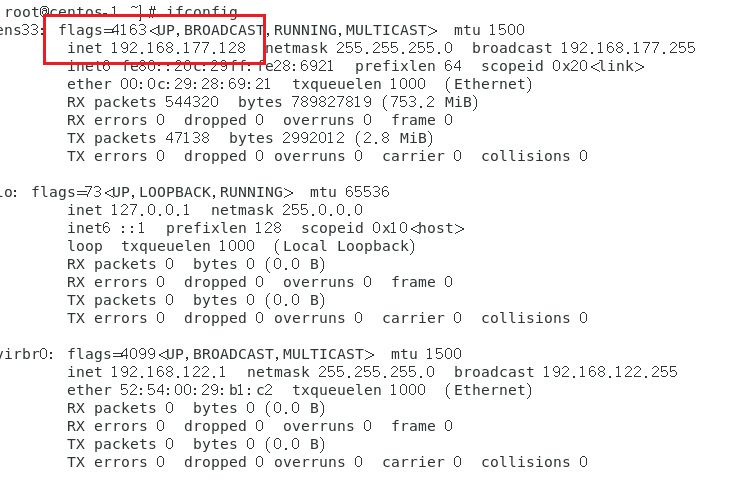 root@centos-1 ~]# ifconfig
ens33: flags=4163<UP,BROADCAST,RUNNING,MULTICAST>  mtu 1500
inet 192.168.177.128  netmask 255.255.255.0  broadcast 192.168.177.255
inet6 fe80::20c:29ff:fe28:6921  prefixlen 64  scopeid 0x20<link>
ether 00:0c:29:28:69:21  txqueuelen 1000  (Ethernet)
RX packets 544320  bytes 789827819 (753.2 MiB)
RX errors 0  dropped 0  overruns 0  frame 0
TX packets 47138  bytes 2992012 (2.8 MiB)
TX errors 0  dropped 0 overruns 0  carrier 0  collisions 0
lo: flags=73<UP,LOOPBACK,RUNNING>  mtu 65536
inet 127.0.0.1  netmask 255.0.0.0
inet6 ::1  prefixlen 128  scopeid 0x10<host>
loop  txqueuelen 1000  (Local Loopback)
RX packets 0  bytes 0 (0.0 B)
RX errors 0  dropped 0  overruns 0  frame 0
TX packets 0  bytes 0 (0.0 B)
TX errors 0  dropped 0 overruns 0  carrier 0  collisions 0
virbr0: flags=4099<UP,BROADCAST,MULTICAST>  mtu 1500
inet 192.168.122.1  netmask 255.255.255.0  broadcast 192.168.122.255
ether 52:54:00:29:b1:c2  txqueuelen 1000  (Ethernet)
RX packets 0  bytes 0 (0.0 B)
RX errors 0  dropped 0  overruns 0  frame 0
TX packets 0  bytes 0 (0.0 B)
TX errors 0  dropped 0 overruns 0  carrier 0  collisions 0